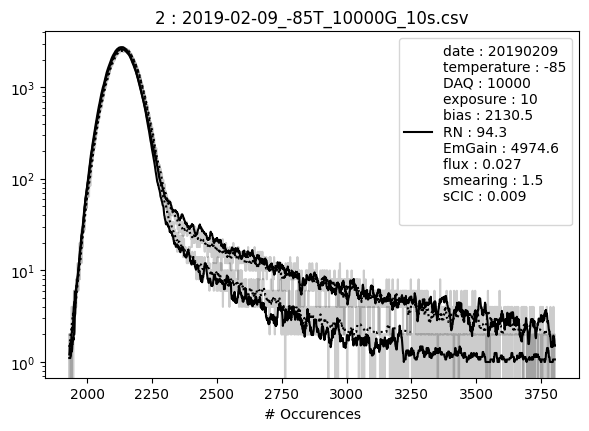 2 : 2019-02-09_-85T_10000G_10s.csv
date : 20190209
temperature : -85
DAQ : 10000
exposure : 10
bias : 2130.5
RN : 94.3
EmGain : 4974.6
flux : 0.027
smearing : 1.5
sCIC : 0.009
10³
10²
10¹
10⁰
2000 2250 2500 2750 3000 3250 3500 3750
# Occurences